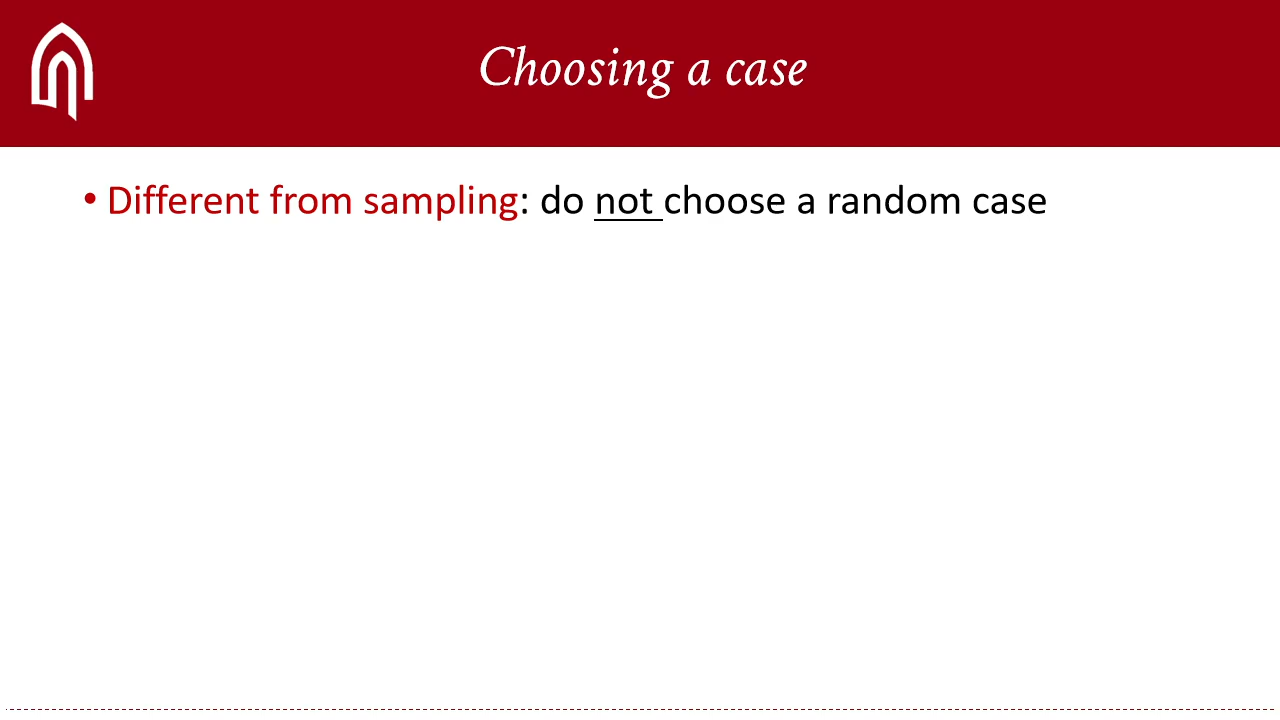 Choosing a case
• Different from sampling: do not choose a random case